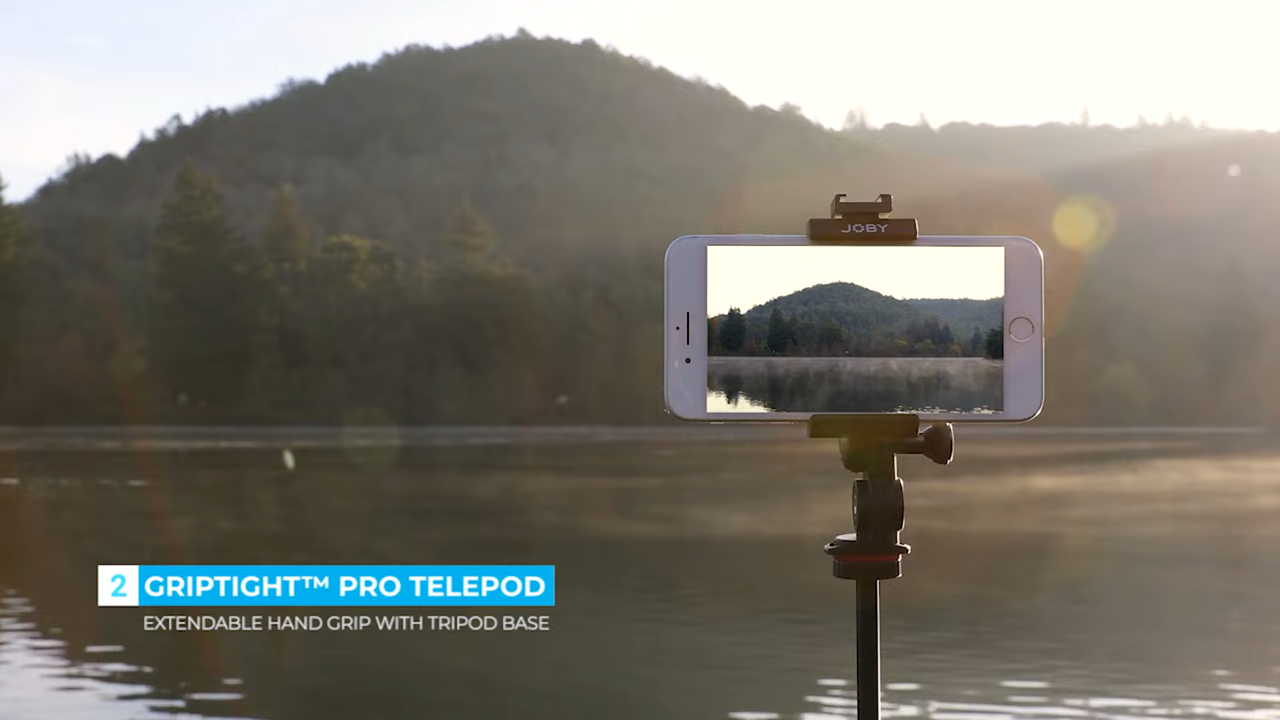 JOBY
2 GRIPTIGHT™ PRO TELEPOD
EXTENDABLE HAND GRIP WITH TRIPOD BASE